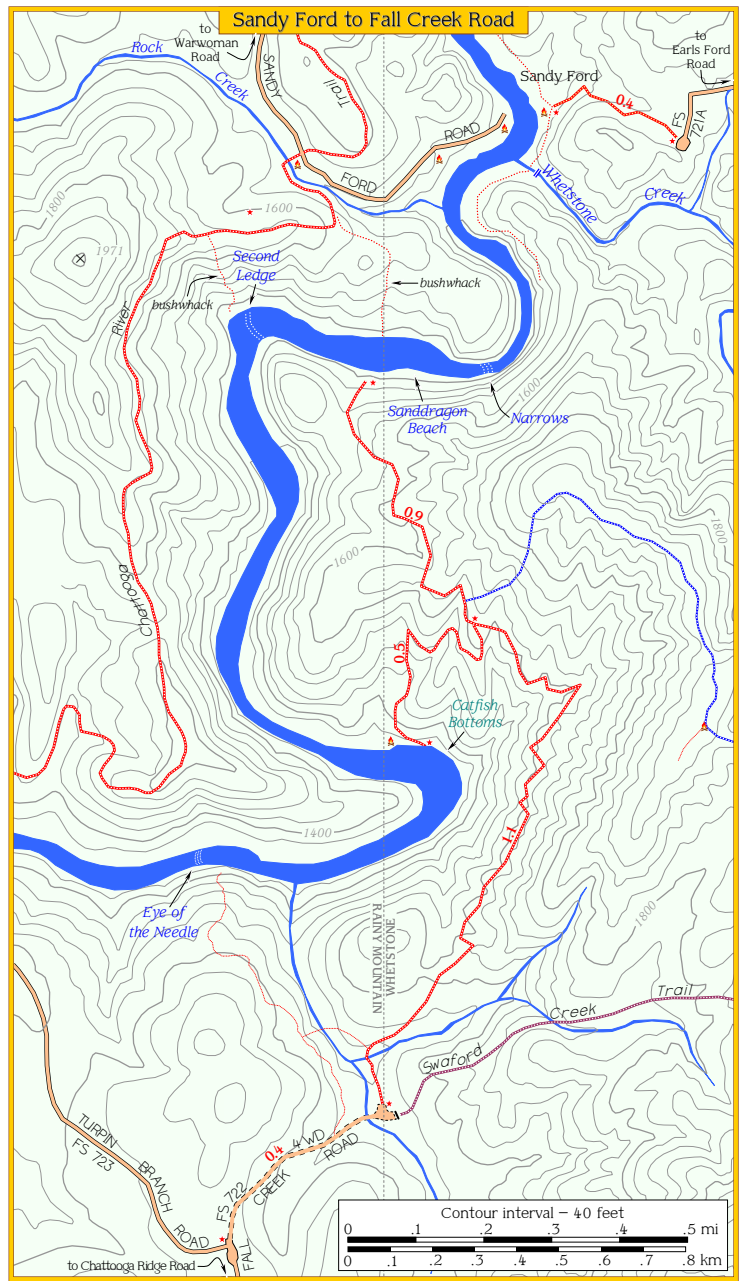 Sandy Ford to Fall Creek Road
to
Warwoman
Road
Rock
Creek
SANDY
Trail
Sandy Ford
to
Earls Ford
Road
0.4
FS
721A
ROAD
FORD
Whetstone
Creek
1800
1600
1971
Second
Ledge
bushwhack
bushwhack
River
1600
Sanddragon
Beach
Narrows
0.9
1800
1600
Chattooga
0.5
Catfish
Bottoms
1400
1.1
Eye of
the Needle
RAINY MOUNTAIN
WHETSTONE
1800
Trail
Creek
Swaford
TURPIN
FS 723
BRANCH
ROAD
0.4
4WD
ROAD
FS 722
CREEK
FALL
to Chattooga Ridge Road
Contour interval – 40 feet
0 .1 .2 .3 .4 .5 mi
0 .1 .2 .3 .4 .5 .6 .7 .8 km